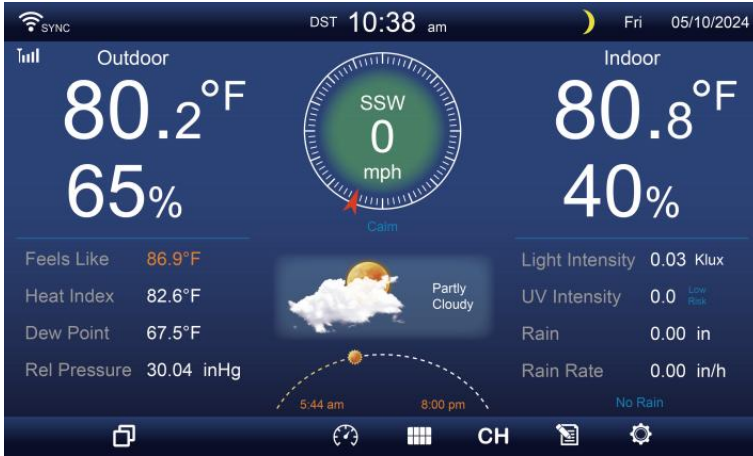 SYNC
DST 10:38 am
Fri 05/10/2024
Outdoor
80.2°F
65%
Feels Like 86.9°F
Heat Index 82.6°F
Dew Point 67.5°F
Rel Pressure 30.04 inHg
SSW
0
mph
Calm
Partly
Cloudy
5:44 am 8:00 pm
Indoor
80.8°F
40%
Light Intensity 0.03 Klux
UV Intensity 0.0 Low
Risk
Rain 0.00 in
Rain Rate 0.00 in/h
No Rain
CH